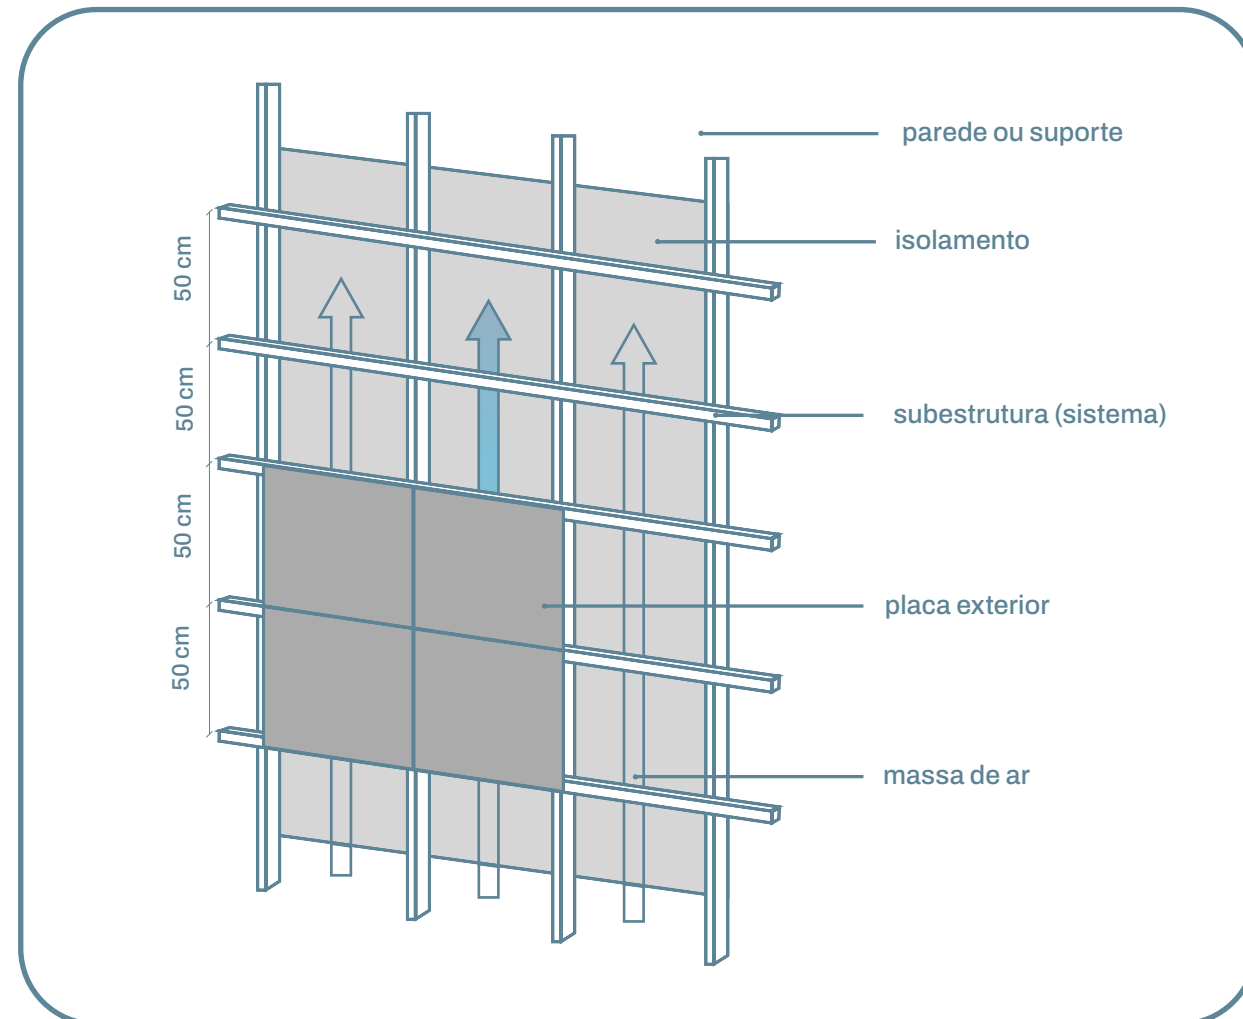 parede ou suporte
isolamento
50 cm
50 cm
subestrutura (sistema)
50 cm
placa exterior
50 cm
massa de ar